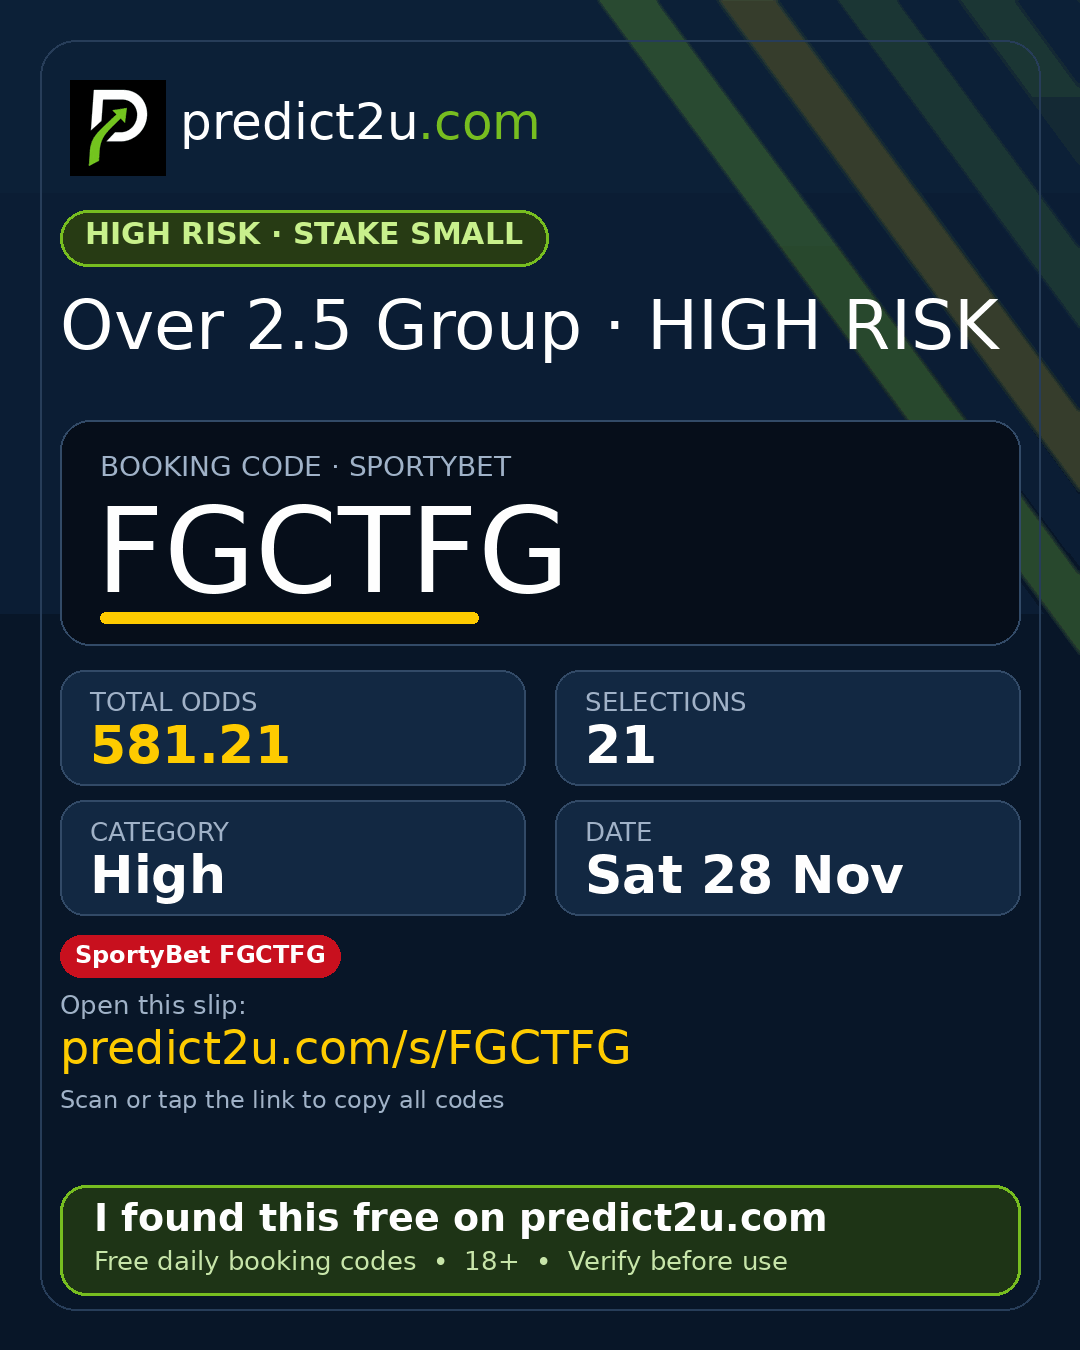 predict2u.com
HIGH RISK · STAKE SMALL
Over 2.5 Group · HIGH RISK
BOOKING CODE · SPORTYBET
FGCTFG
TOTAL ODDS
581.21
SELECTIONS
21
CATEGORY
High
DATE
Sat 28 Nov
SportyBet FGCTFG
Open this slip:
predict2u.com/s/FGCTFG
Scan or tap the link to copy all codes
I found this free on predict2u.com
Free daily booking codes • 18+ • Verify before use